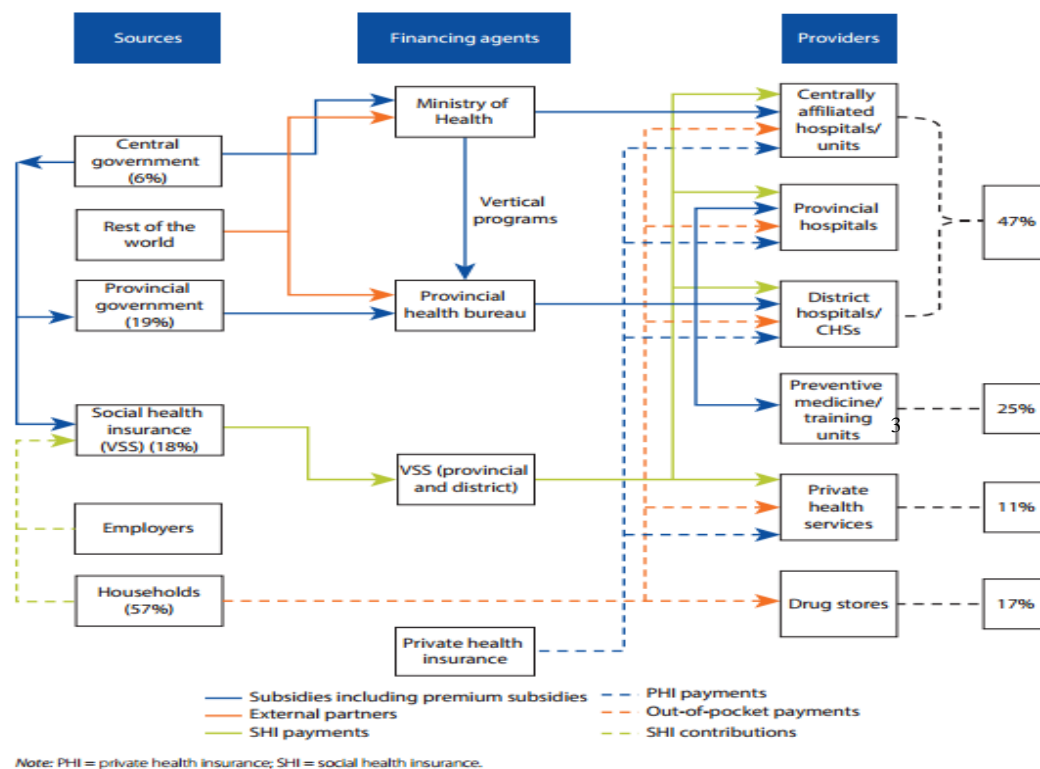 Sources
Financing agents
Providers
Ministry of
Health
Centrally
affiliated
hospitals/
units
Central
government
(6%)
Vertical
programs
Provincial
hospitals
47%
Rest of the
world
Provincial
government
(19%)
Provincial
health bureau
District
hospitals/
CHSs
Preventive
medicine/
training
units
3
25%
Social health
insurance
(VSS) (18%)
VSS (provincial
and district)
Private
health
services
11%
Employers
Households
(57%)
Drug stores
17%
Private health
insurance
Subsidies including premium subsidies
External partners
SHI payments
PHI payments
Out-of-pocket payments
SHI contributions
Note: PHI = private health insurance; SHI = social health insurance.